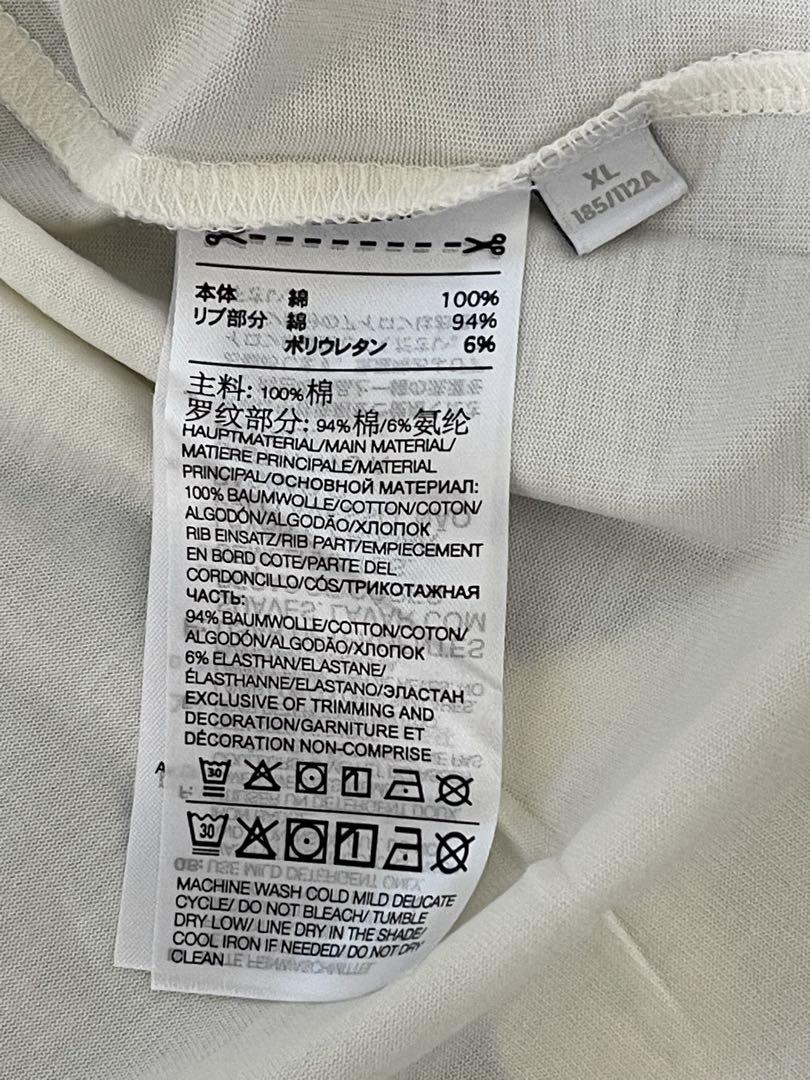 XL
185/112A
本体 綿 100%
リブ部分 綿 94%
ポリウレタン 6%
主料: 100%棉
罗纹部分: 94%棉/6%氨纶
HAUPTMATERIAL/MAIN MATERIAL/
MATIERE PRINCIPALE/MATERIAL
PRINCIPAL/ОСНОВНОЙ МАТЕРИАЛ:
100% BAUMWOLLE/COTTON/COTON/
ALGODÓN/ALGODÃO/ХЛОПОК
RIB EINSATZ/RIB PART/EMPIECEMENT
EN BORD COTE/PARTE DEL
CORDONCILLO/CÓS/ТРИКОТАЖНАЯ
ЧАСТЬ:
94% BAUMWOLLE/COTTON/COTON/
ALGODÓN/ALGODÃO/ХЛОПОК
6% ELASTHAN/ELASTANE/
ÉLASTHANNE/ELASTANO/ЭЛАСТАН
EXCLUSIVE OF TRIMMING AND
DECORATION/GARNITURE ET
DÉCORATION NON-COMPRISE
30
30
MACHINE WASH COLD MILD DELICATE
CYCLE/ DO NOT BLEACH/ TUMBLE
DRY LOW/ LINE DRY IN THE SHADE/
COOL IRON IF NEEDED/ DO NOT DRY
CLEAN